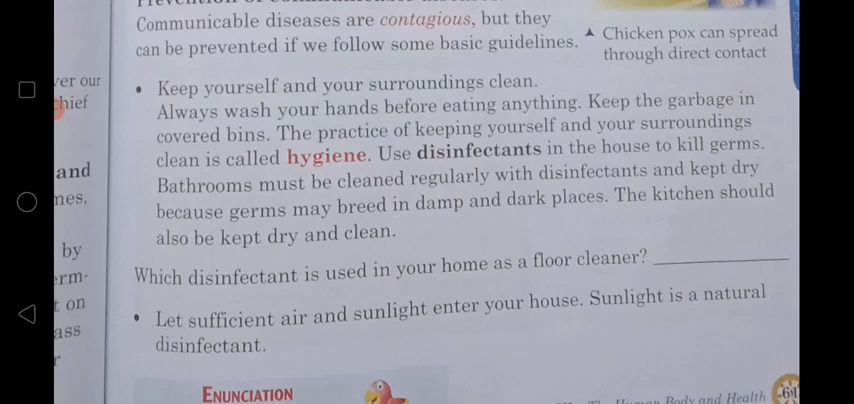 Communicable diseases are contagious, but they
can be prevented if we follow some basic guidelines.
▲ Chicken pox can spread
through direct contact
• Keep yourself and your surroundings clean.
Always wash your hands before eating anything. Keep the garbage in
covered bins. The practice of keeping yourself and your surroundings
clean is called hygiene. Use disinfectants in the house to kill germs.
Bathrooms must be cleaned regularly with disinfectants and kept dry
because germs may breed in damp and dark places. The kitchen should
also be kept dry and clean.
Which disinfectant is used in your home as a floor cleaner? ____________
• Let sufficient air and sunlight enter your house. Sunlight is a natural
disinfectant.
ENUNCIATION
Body and Health 61
our
and
by
on